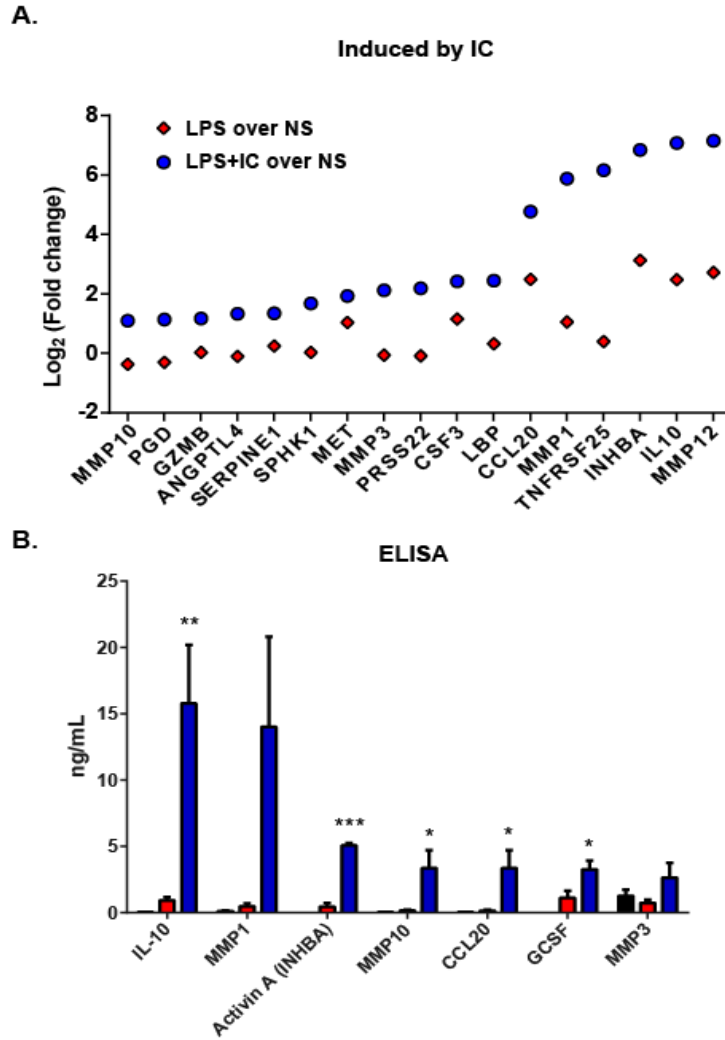 A.
Induced by IC
8
6
4
2
0
-2
Log2 (Fold change)
LPS over NS
LPS+IC over NS
MMP10
PGD
GZMB
ANGPTL4
SERPINE1
SPHK1
MET
MMP3
PRSS22
CSF3
LBP
CCL20
MMP1
TNFRSF25
INHBA
IL10
MMP12
B.
ELISA
25
20
15
10
5
0
ng/mL
**
***
*
*
*
IL-10
MMP1
Activin A (INHBA)
MMP10
CCL20
GCSF
MMP3